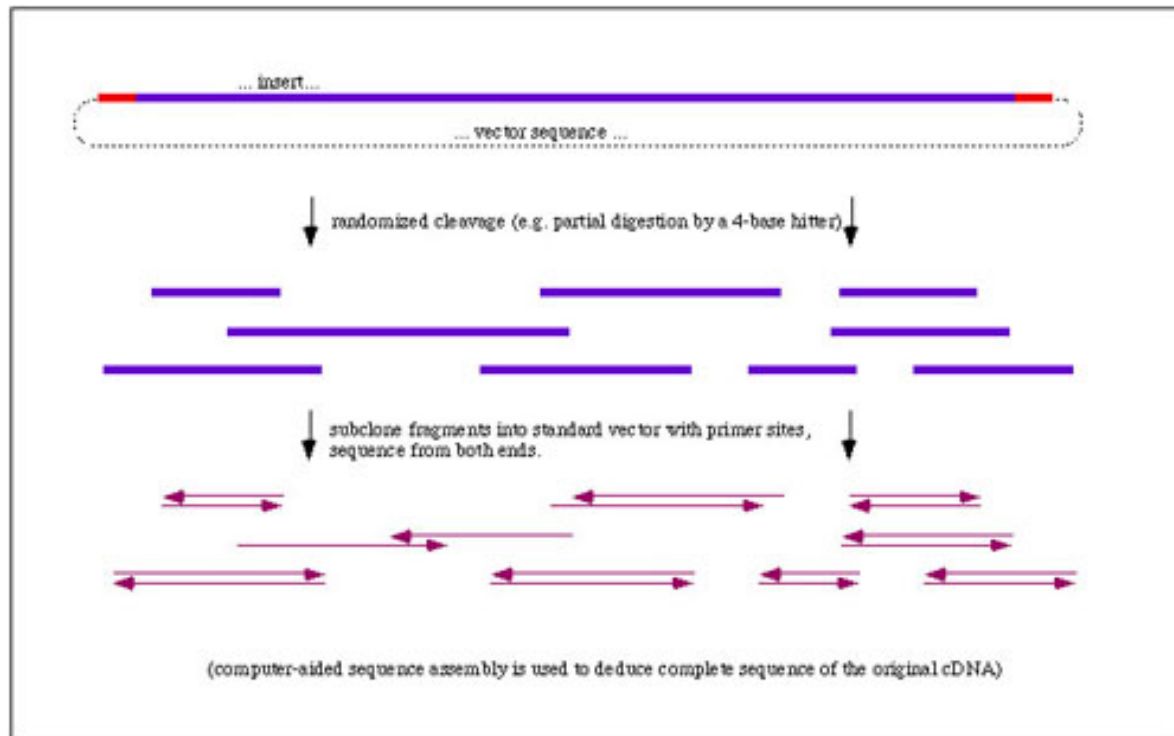 ... insert...
... vector sequence ...
randomized cleavage (e.g. partial digestion by a 4-base hitter)
subclone fragments into standard vector with primer sites,
sequence from both ends.
(computer-aided sequence assembly is used to deduce complete sequence of the original cDNA)